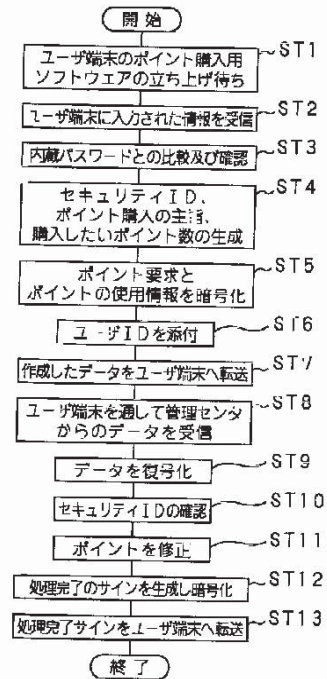 開始
ST1
ユーザ端末のポイント購入用
ソフトウェアの立ち上げ待ち
ST2
ユーザ端末に入力された情報を受信
ST3
内蔵パスワードとの比較及び確認
ST4
セキュリティID、
ポイント購入の主旨、
購入したいポイント数の生成
ST5
ポイント要求と
ポイントの使用情報を暗号化
ST6
ユーザIDを添付
ST7
作成したデータをユーザ端末へ転送
ST8
ユーザ端末を通して管理センタ
からのデータを受信
ST9
データを復号化
ST10
セキュリティIDの確認
ST11
ポイントを修正
ST12
処理完了のサインを生成し暗号化
ST13
処理完了サインをユーザ端末へ転送
終了